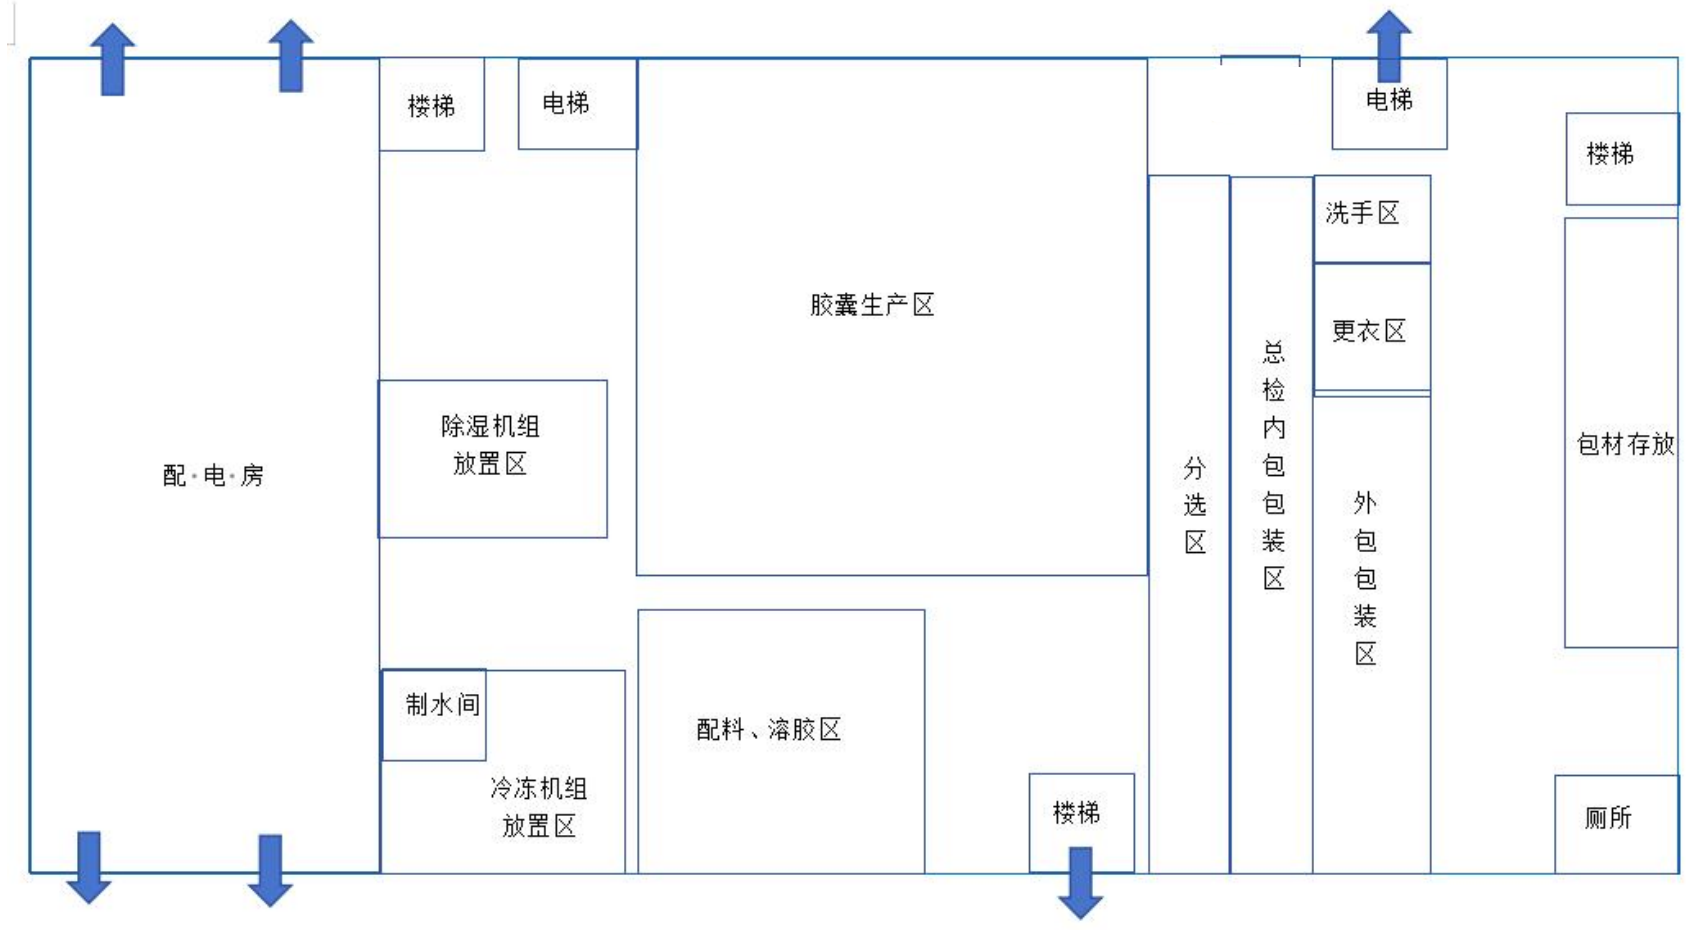 楼梯
电梯
电梯
楼梯
洗手区
胶囊生产区
更衣区
总检内包包装区
除湿机组
放置区
包材存放
配·电·房
分选区
外包包装区
制水间
配料、溶胶区
冷冻机组
放置区
楼梯
厕所